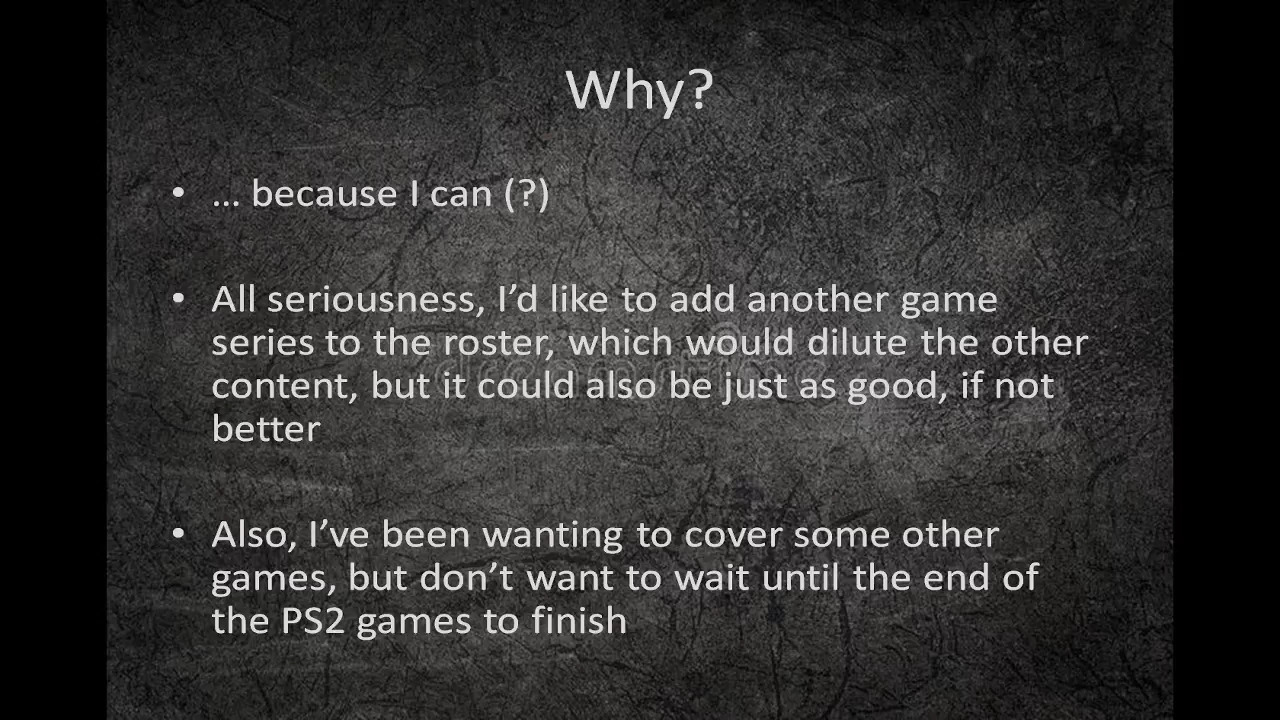 Why?
• … because I can (?)
• All seriousness, I’d like to add another game
series to the roster, which would dilute the other
content, but it could also be just as good, if not
better
• Also, I’ve been wanting to cover some other
games, but don’t want to wait until the end of
the PS2 games to finish